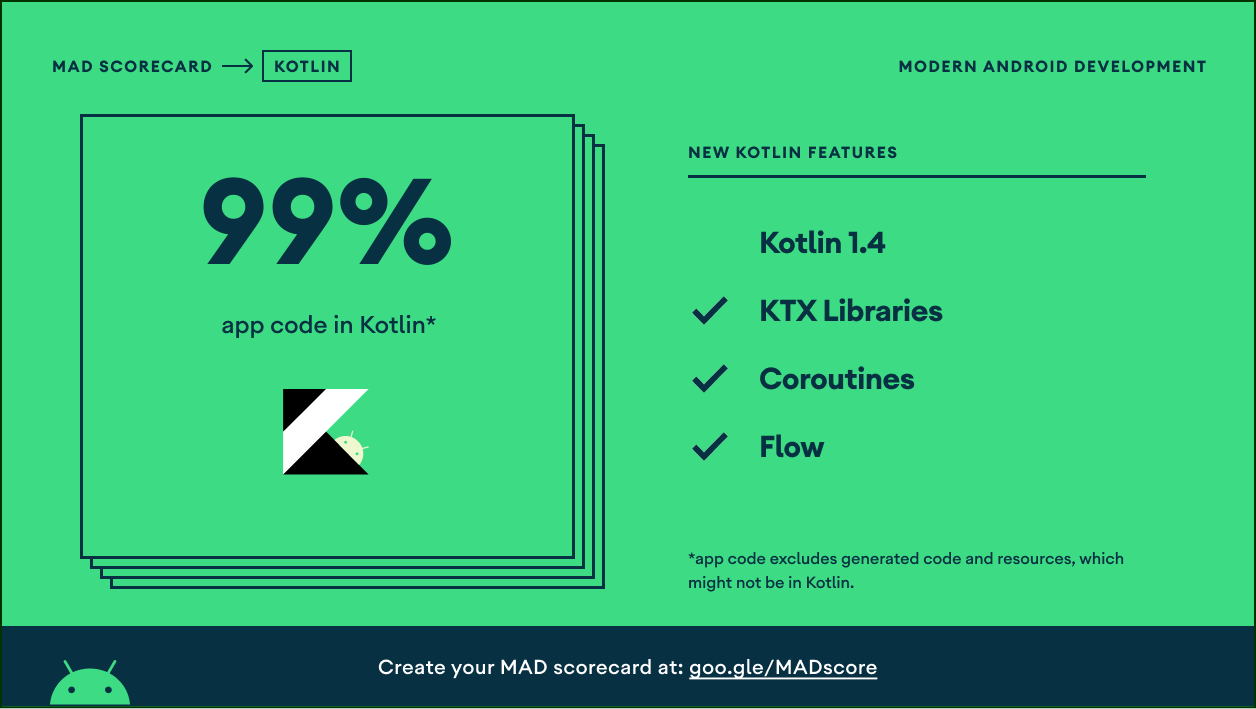 MAD SCORECARD → KOTLIN
MODERN ANDROID DEVELOPMENT
99%
app code in Kotlin*
NEW KOTLIN FEATURES
Kotlin 1.4
KTX Libraries
Coroutines
Flow
*app code excludes generated code and resources, which
might not be in Kotlin.
Create your MAD scorecard at: goo.gle/MADscore